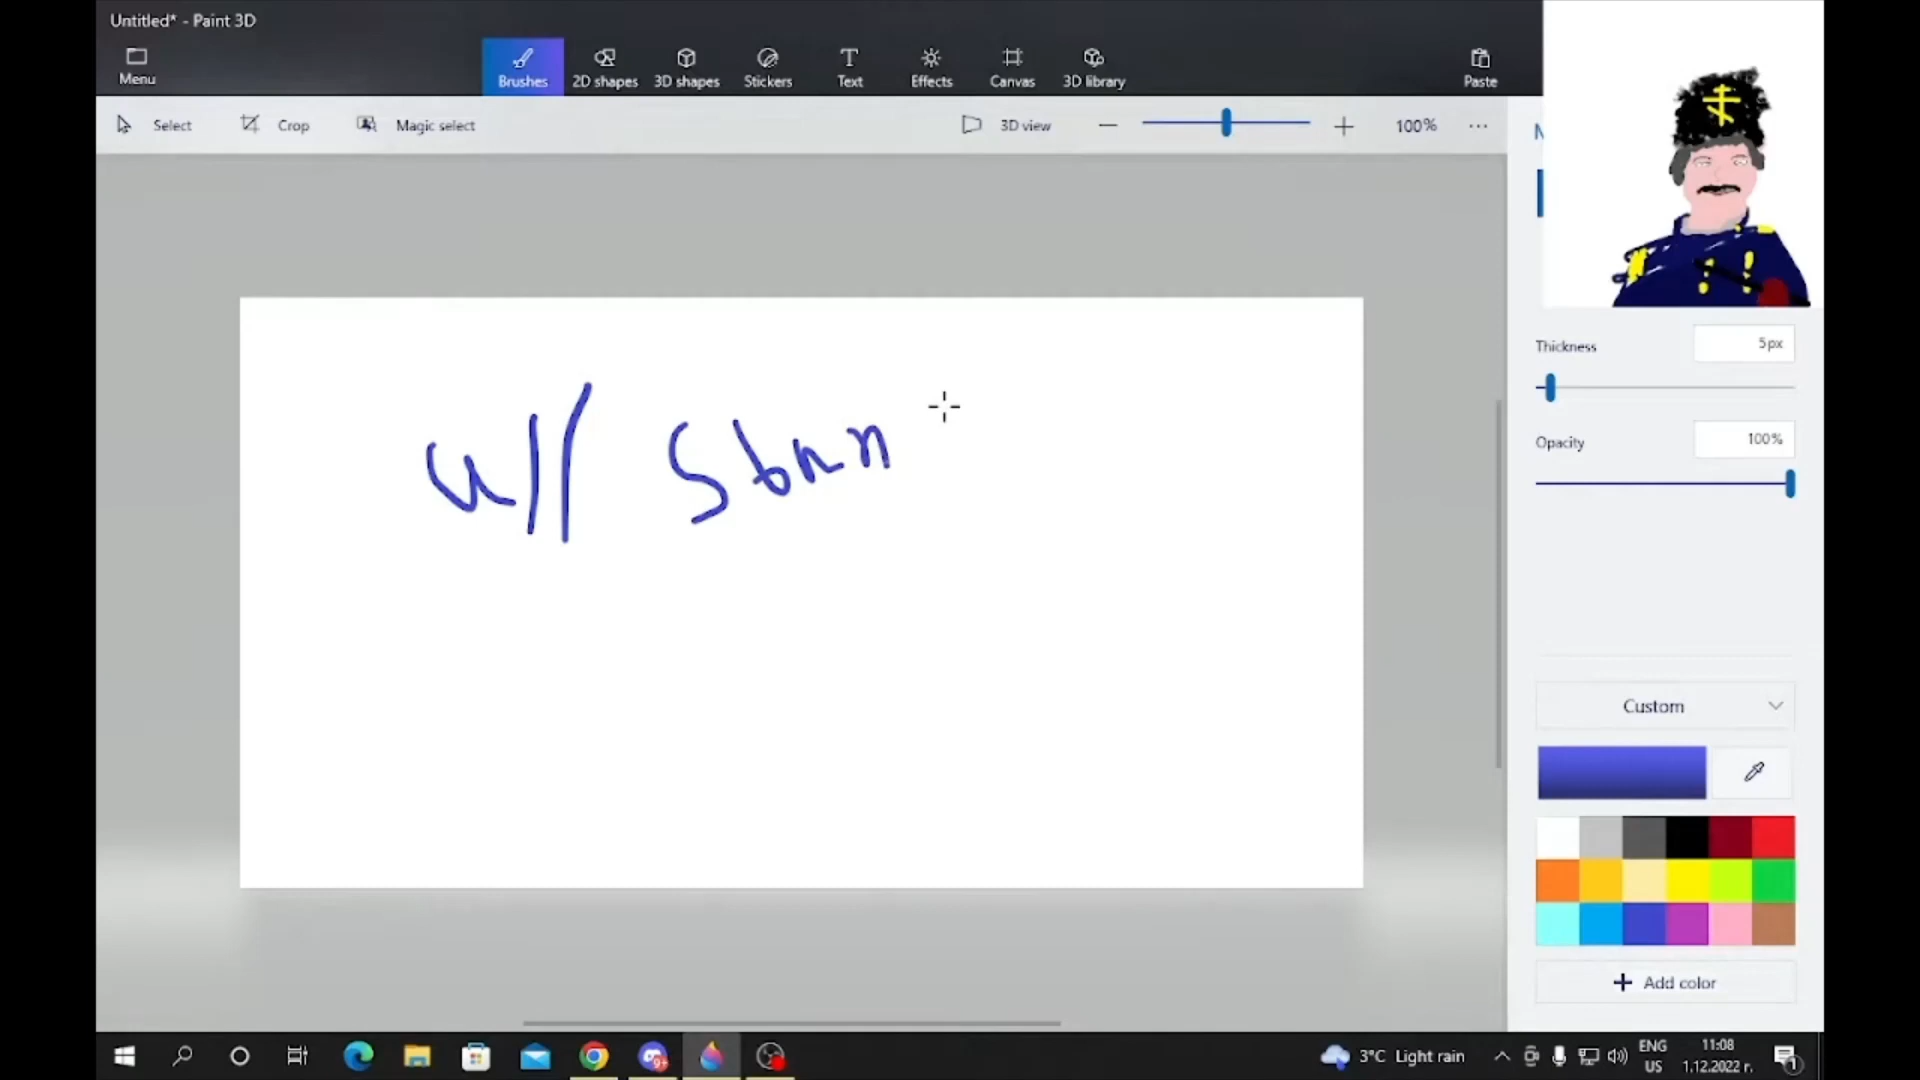 Untitled* - Paint 3D
Menu
Brushes
2D shapes
3D shapes
Stickers
Text
Effects
Canvas
3D library
Paste
Select
Crop
Magic select
3D view
100%
Thickness
5px
Opacity
100%
Custom
Add color
3°C Light rain
ENG
US
11:08
1.12.2022 г.